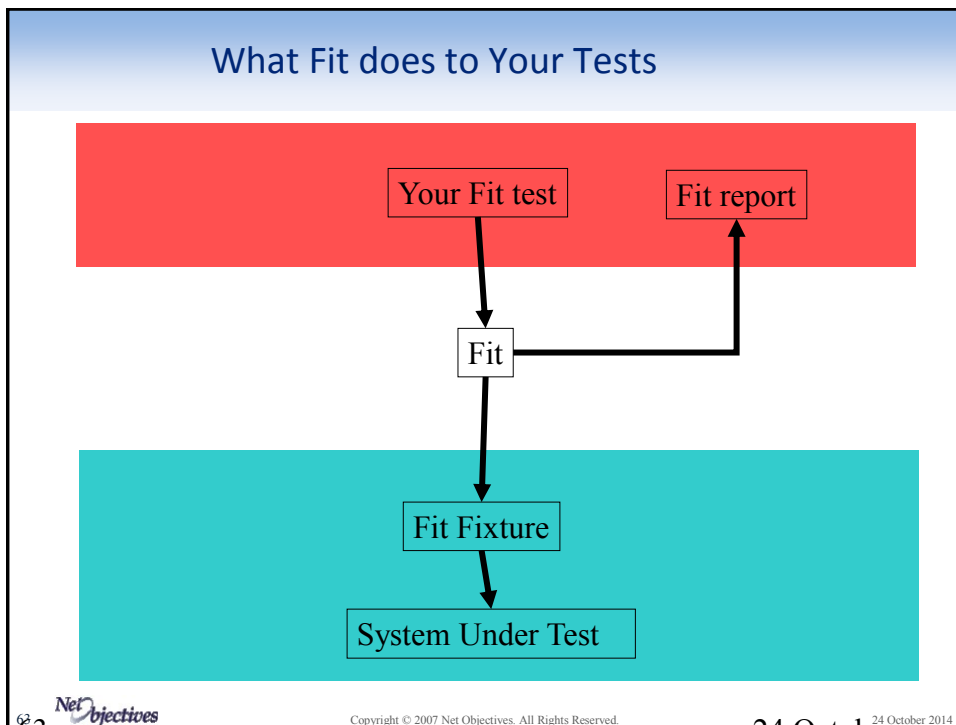 What Fit does to Your Tests
Your Fit test
Fit report
Fit
Fit Fixture
System Under Test
63
Net Objectives
Copyright © 2007 Net Objectives. All Rights Reserved.
24 October 2014